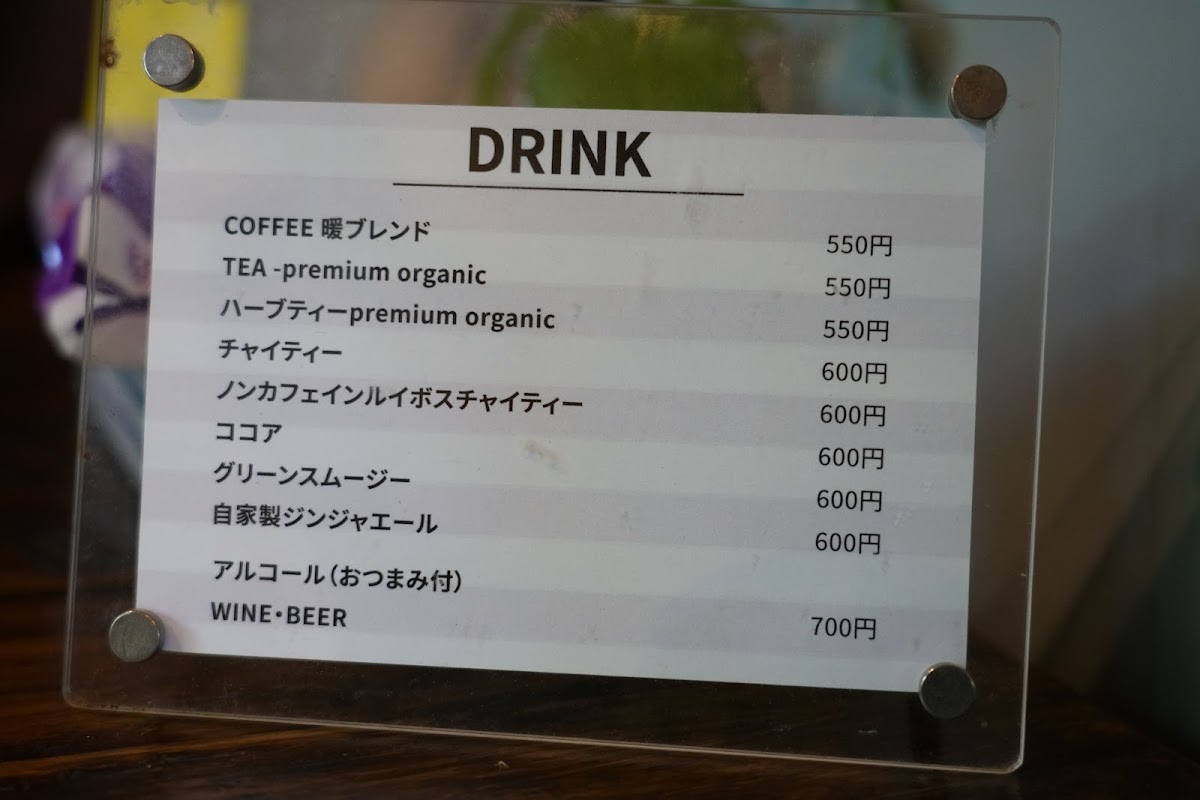 DRINK
COFFEE 暖ブレンド 550円
TEA -premium organic 550円
ハーブティーpremium organic 550円
チャイティー 600円
ノンカフェインルイボスチャイティー 600円
ココア 600円
グリーンスムージー 600円
自家製ジンジャエール 600円
アルコール（おつまみ付）
WINE・BEER 700円